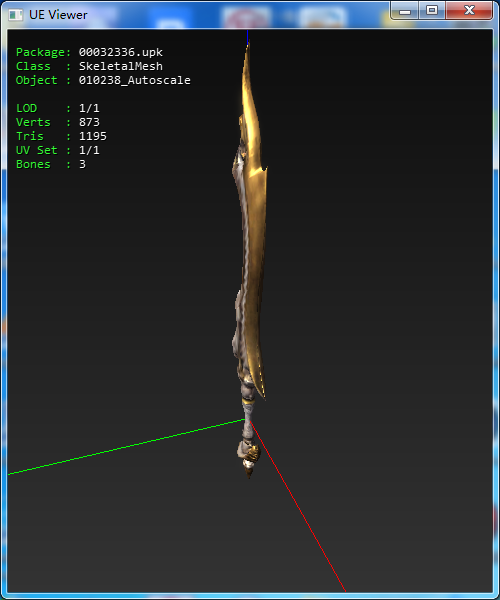 UE Viewer
Package: 00032336.upk
Class : SkeletalMesh
Object : 010238_Autoscale
LOD : 1/1
Verts : 873
Tris : 1195
UV Set : 1/1
Bones : 3